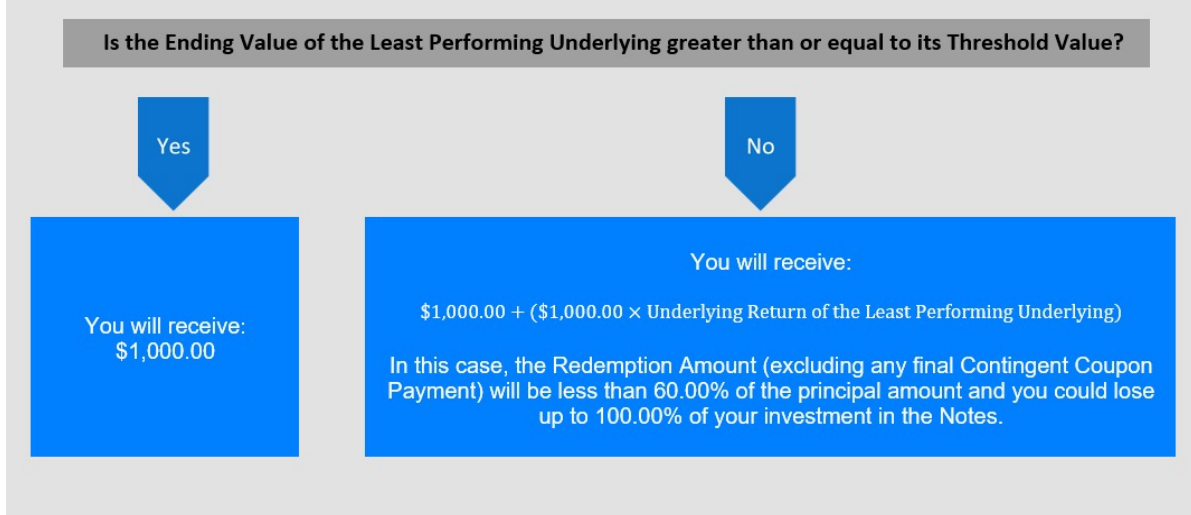 Is the Ending Value of the Least Performing Underlying greater than or equal to its Threshold Value?
Yes
No
You will receive:
$1,000.00
You will receive:
$1,000.00 + ($1,000.00 × Underlying Return of the Least Performing Underlying)
In this case, the Redemption Amount (excluding any final Contingent Coupon
Payment) will be less than 60.00% of the principal amount and you could lose
up to 100.00% of your investment in the Notes.